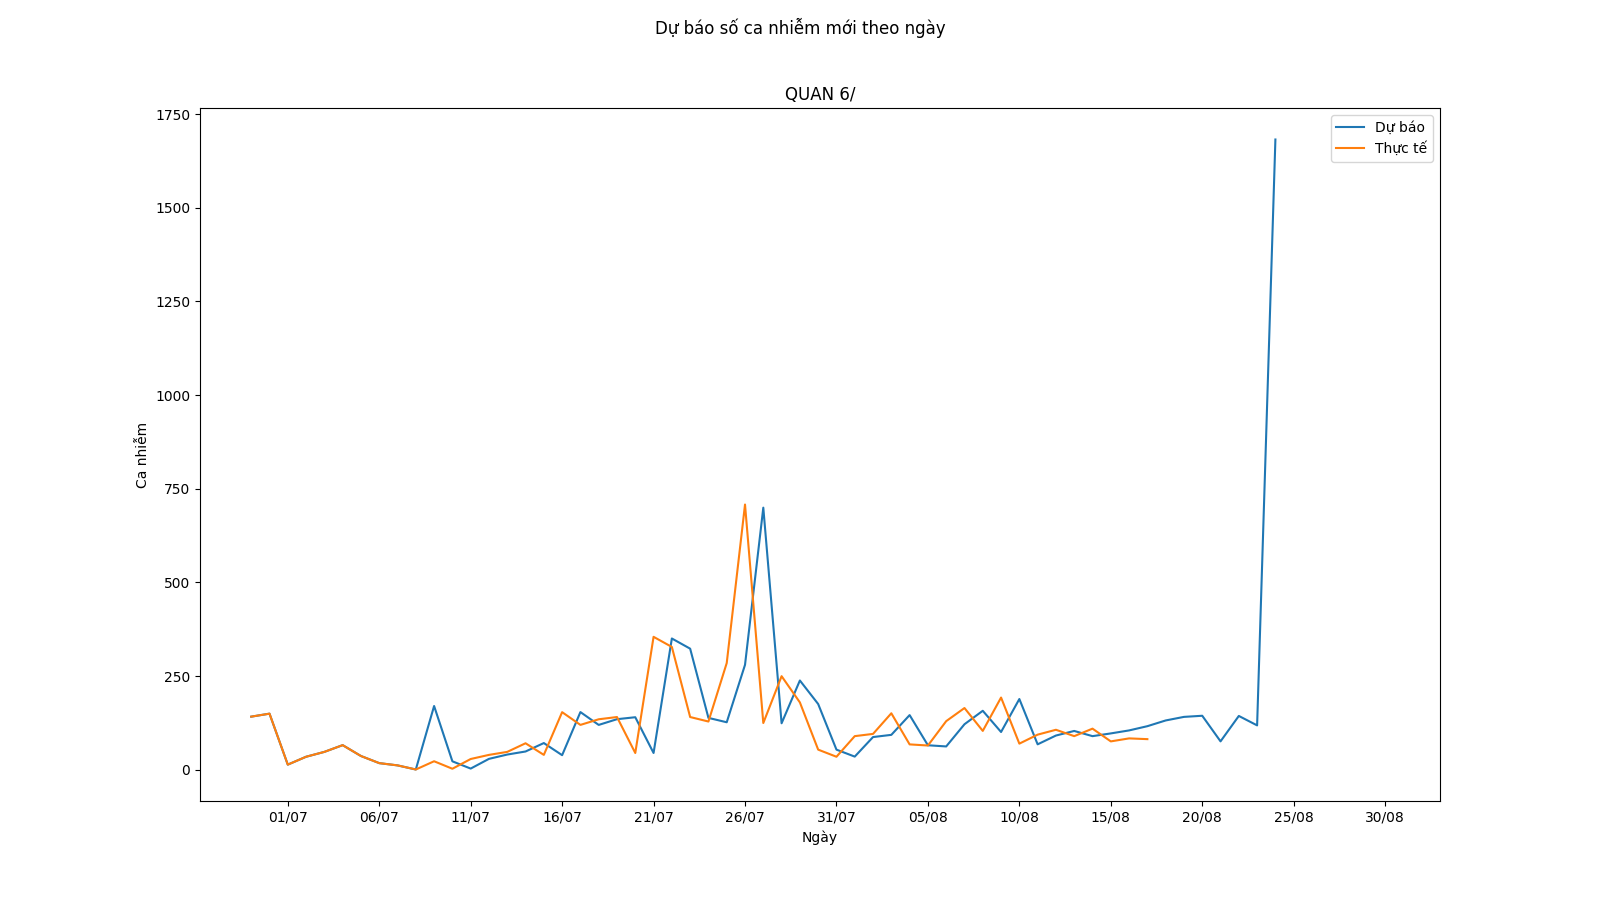 Dự báo số ca nhiễm mới theo ngày
QUAN 6/
1750
1500
1250
1000
750
500
250
0
Ca nhiễm
Dự báo
Thực tế
01/07 06/07 11/07 16/07 21/07 26/07 31/07 05/08 10/08 15/08 20/08 25/08 30/08
Ngày